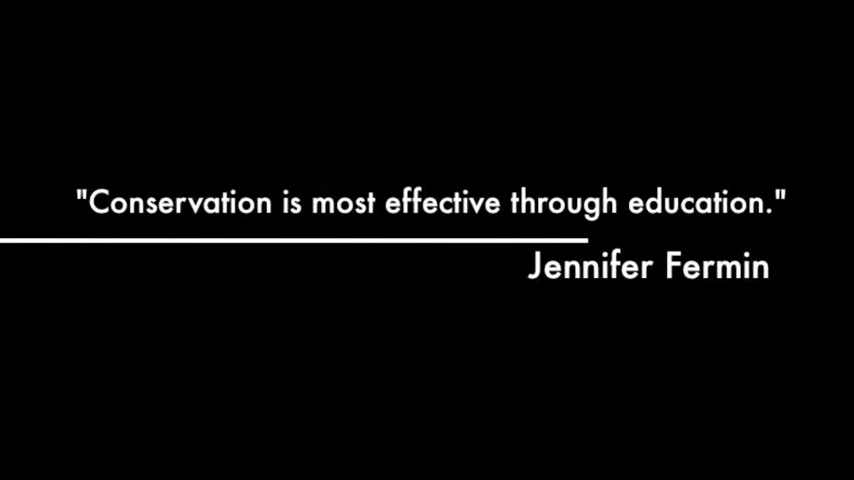 "Conservation is most effective through education."
Jennifer Fermin